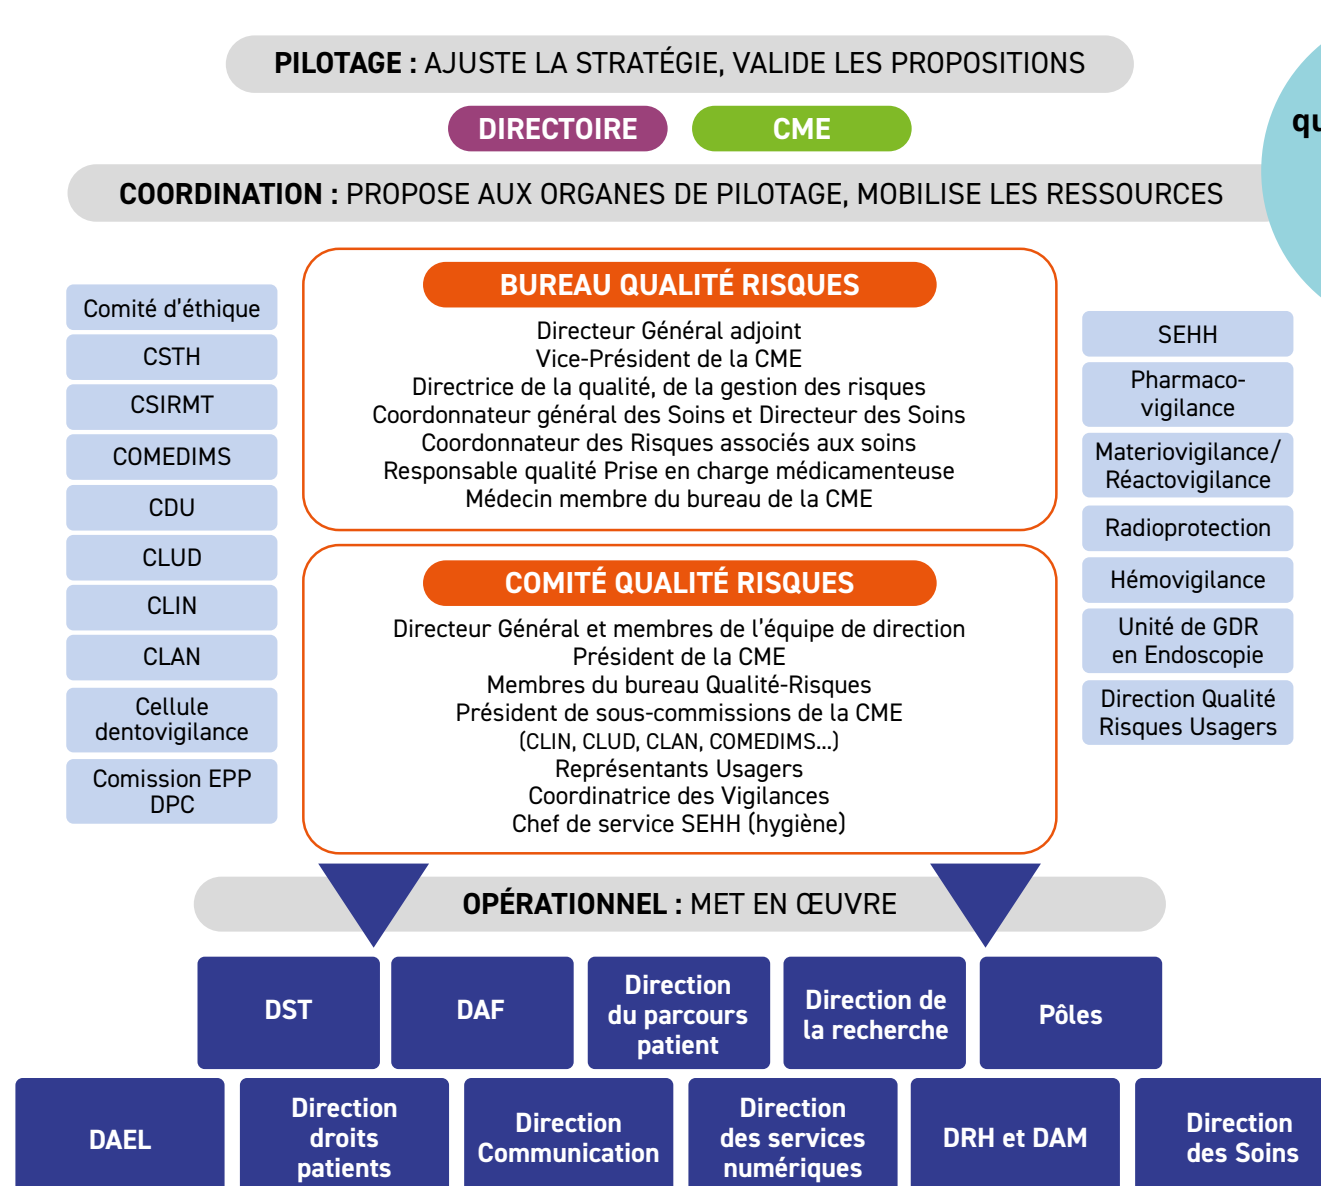 PILOTAGE : AJUSTE LA STRATÉGIE, VALIDE LES PROPOSITIONS
DIRECTOIRE
CME
qu
COORDINATION : PROPOSE AUX ORGANES DE PILOTAGE, MOBILISE LES RESSOURCES
Comité d'éthique
CSTH
CSIRMT
COMEDIMS
CDU
CLUD
CLIN
CLAN
Cellule
dentovigilance
Comission EPP
DPC
BUREAU QUALITÉ RISQUES
Directeur Général adjoint
Vice-Président de la CME
Directrice de la qualité, de la gestion des risques
Coordonnateur général des Soins et Directeur des Soins
Coordonnateur des Risques associés aux soins
Responsable qualité Prise en charge médicamenteuse
Médecin membre du bureau de la CME
COMITÉ QUALITÉ RISQUES
Directeur Général et membres de l'équipe de direction
Président de la CME
Membres du bureau Qualité-Risques
Président de sous-commissions de la CME
(CLIN, CLUD, CLAN, COMEDIMS...)
Représentants Usagers
Coordinatrice des Vigilances
Chef de service SEHH (hygiène)
SEHH
Pharmaco-
vigilance
Materiovigilance/
Réactovigilance
Radioprotection
Hémovigilance
Unité de GDR
en Endoscopie
Direction Qualité
Risques Usagers
OPÉRATIONNEL : MET EN ŒUVRE
DST
DAF
Direction
du parcours
patient
Direction de
la recherche
Pôles
DAEL
Direction
droits
patients
Direction
Communication
Direction
des services
numériques
DRH et DAM
Direction
des Soins